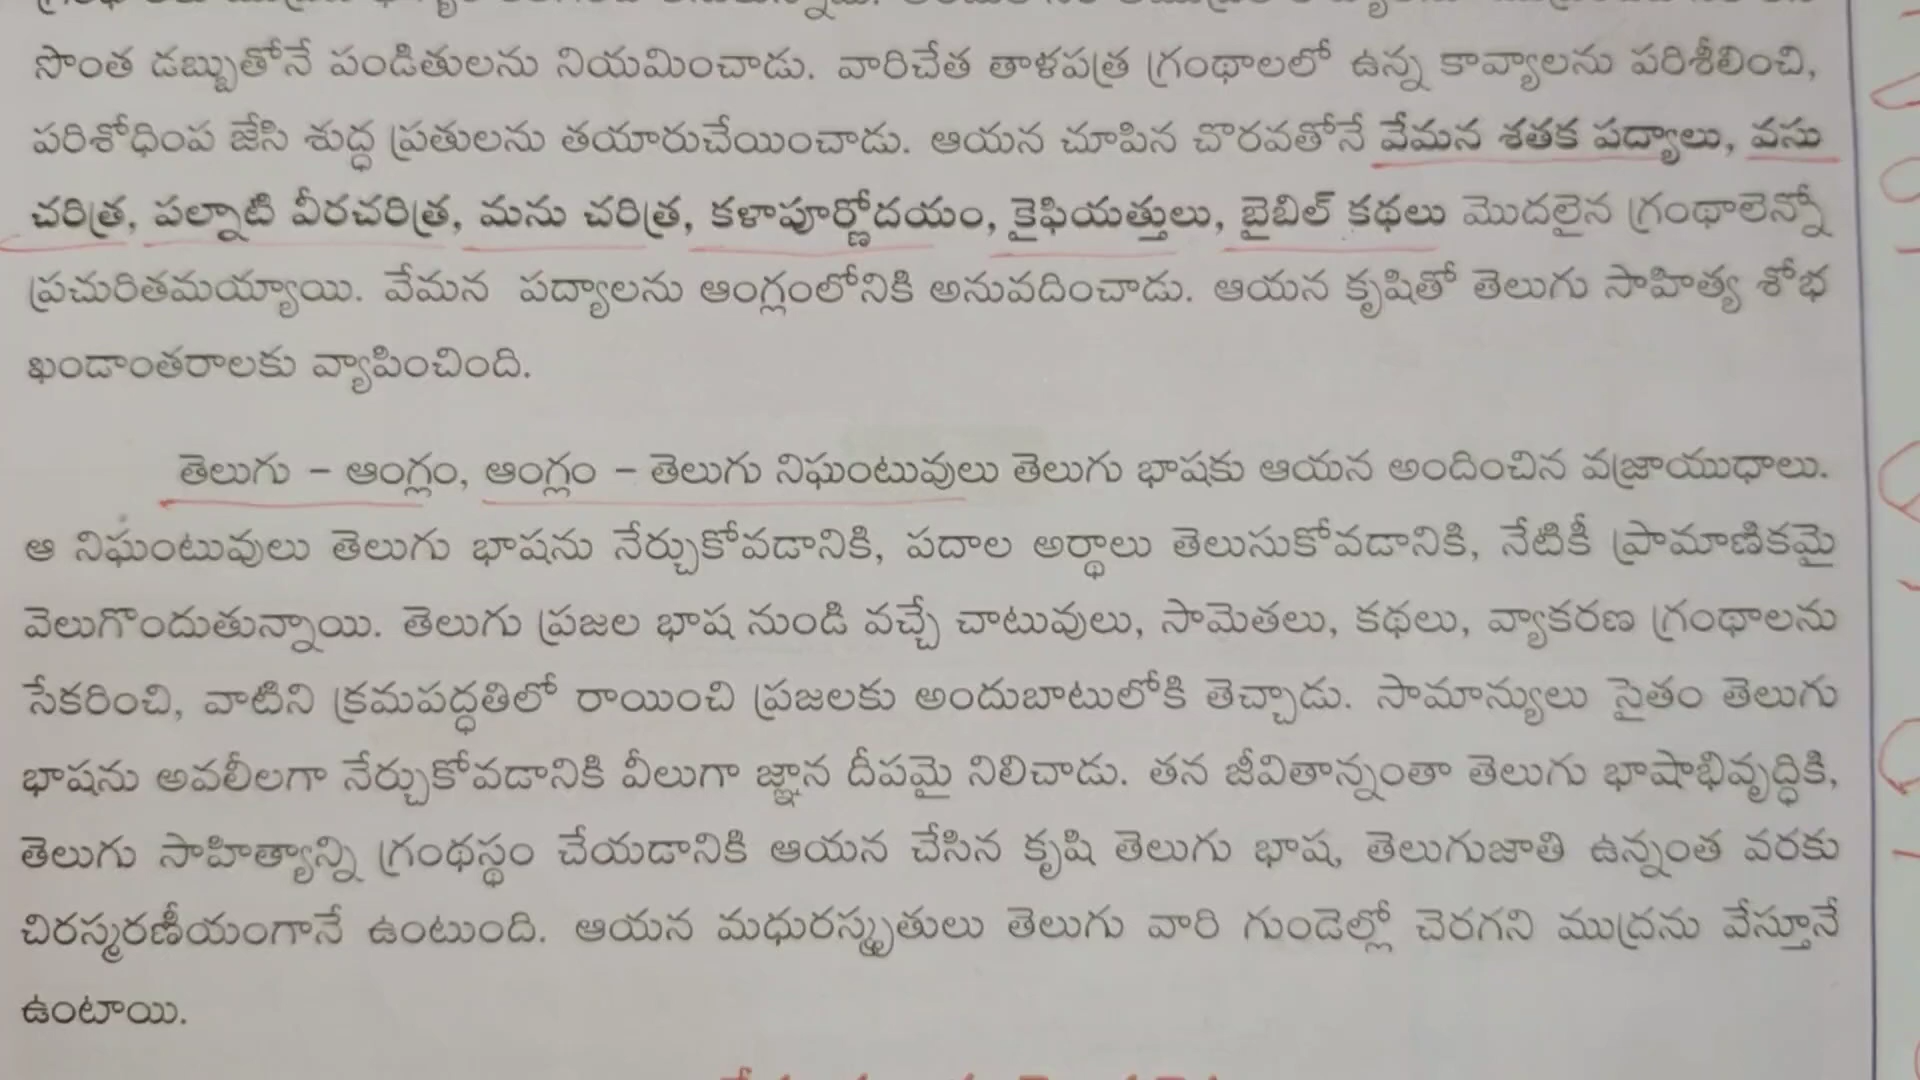 సొంత డబ్బుతోనే పండితులను నియమించాడు. వారిచేత తాళపత్ర గ్రంథాలలో ఉన్న కావ్యాలను పరిశీలించి,
పరిశోధింప జేసి శుద్ధ ప్రతులను తయారుచేయించాడు. ఆయన చూపిన చొరవతోనే వేమన శతక పద్యాలు, వసు
చరిత్ర, పల్నాటి వీరచరిత్ర, మను చరిత్ర, కళాపూర్ణోదయం, కైఫియత్తులు, బైబిల్ కథలు మొదలైన గ్రంథాలెన్నో
ప్రచురితమయ్యాయి. వేమన పద్యాలను ఆంగ్లంలోనికి అనువదించాడు. ఆయన కృషితో తెలుగు సాహిత్య శోభ
ఖండాంతరాలకు వ్యాపించింది.
తెలుగు – ఆంగ్లం, ఆంగ్లం – తెలుగు నిఘంటువులు తెలుగు భాషకు ఆయన అందించిన వజ్రాయుధాలు.
ఆ నిఘంటువులు తెలుగు భాషను నేర్చుకోవడానికి, పదాల అర్థాలు తెలుసుకోవడానికి, నేటికీ ప్రామాణికమై
వెలుగొందుతున్నాయి. తెలుగు ప్రజల భాష నుండి వచ్చే చాటువులు, సామెతలు, కథలు, వ్యాకరణ గ్రంథాలను
సేకరించి, వాటిని క్రమపద్ధతిలో రాయించి ప్రజలకు అందుబాటులోకి తెచ్చాడు. సామాన్యులు సైతం తెలుగు
భాషను అవలీలగా నేర్చుకోవడానికి వీలుగా జ్ఞాన దీపమై నిలిచాడు. తన జీవితాన్నంతా తెలుగు భాషాభివృద్ధికి,
తెలుగు సాహిత్యాన్ని గ్రంథస్థం చేయడానికి ఆయన చేసిన కృషి తెలుగు భాష, తెలుగుజాతి ఉన్నంత వరకు
చిరస్మరణీయంగానే ఉంటుంది. ఆయన మధురస్మృతులు తెలుగు వారి గుండెల్లో చెరగని ముద్రను వేస్తూనే
ఉంటాయి.